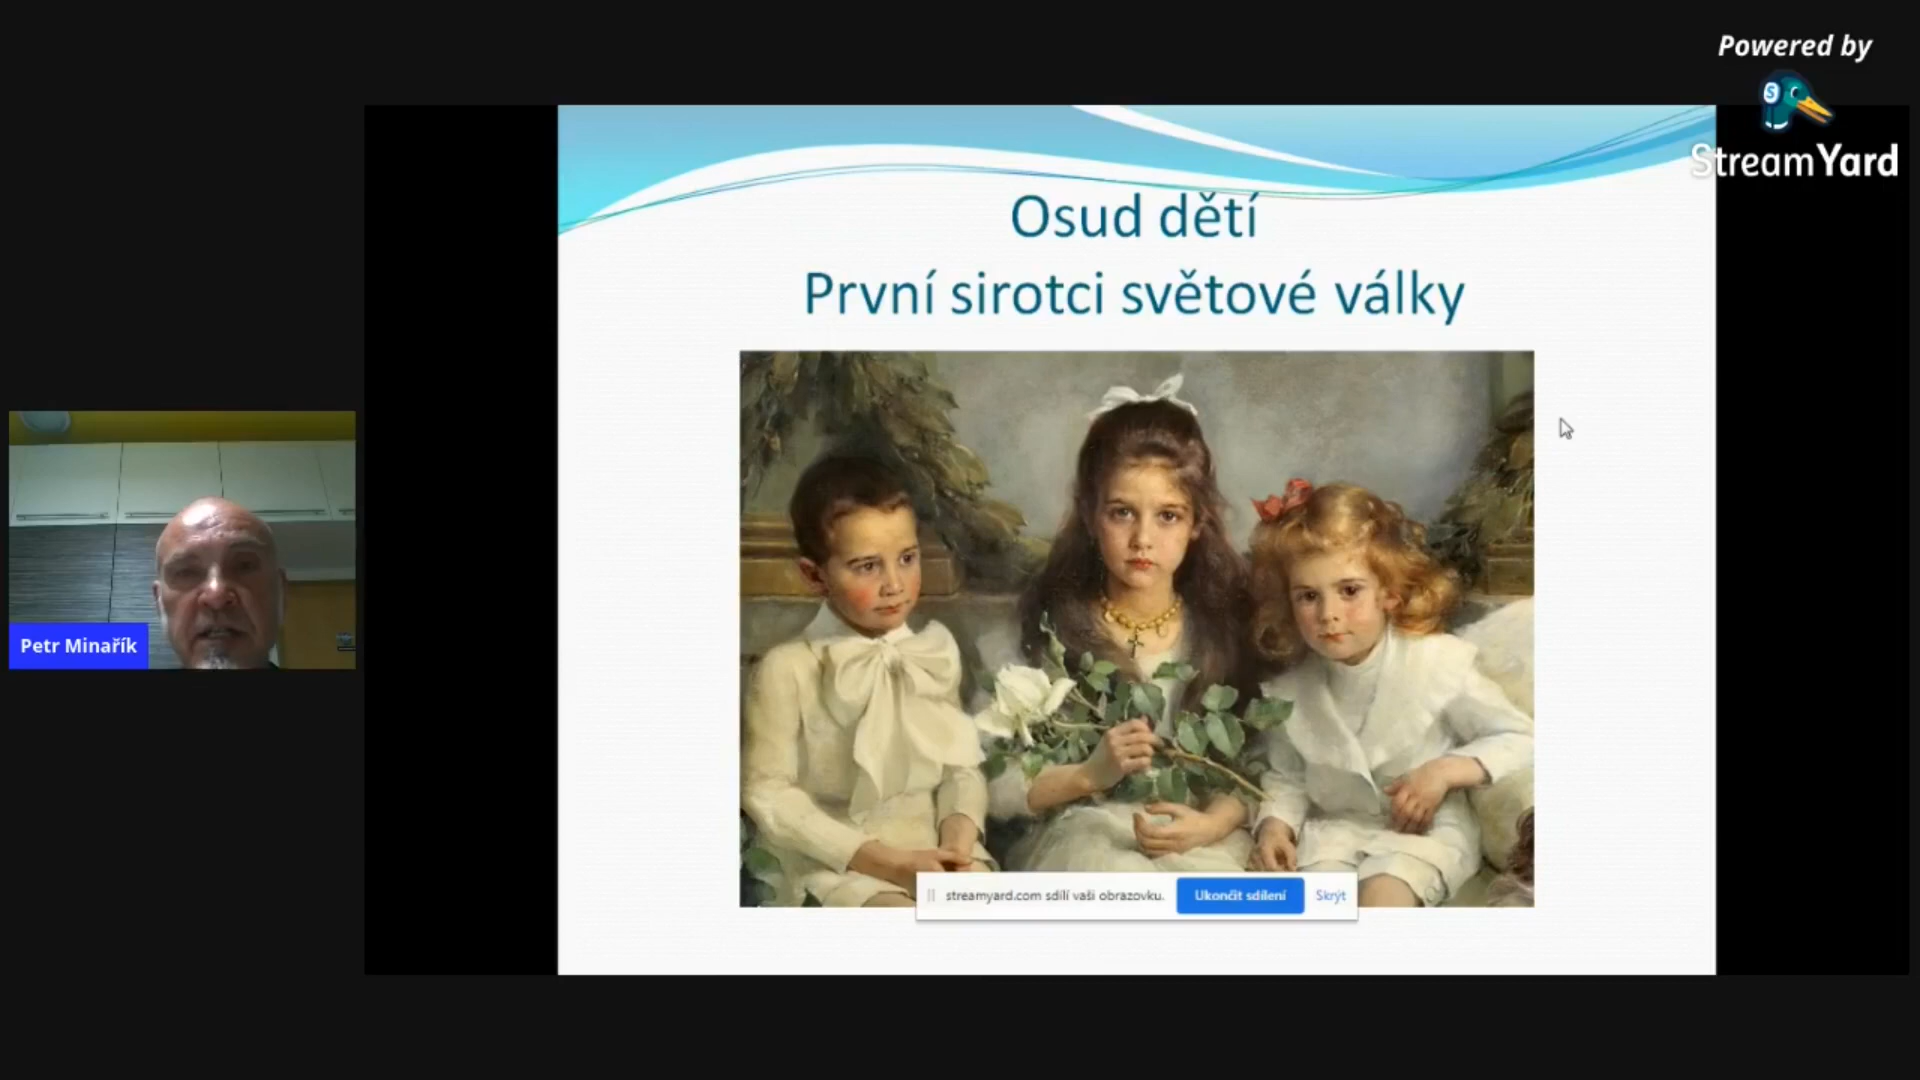 Powered by
StreamYard
Osud dětí
První sirotci světové války
Petr Minařík
streamyard.com sdílí vaši obrazovku.
Ukončit sdílení
Skrýt